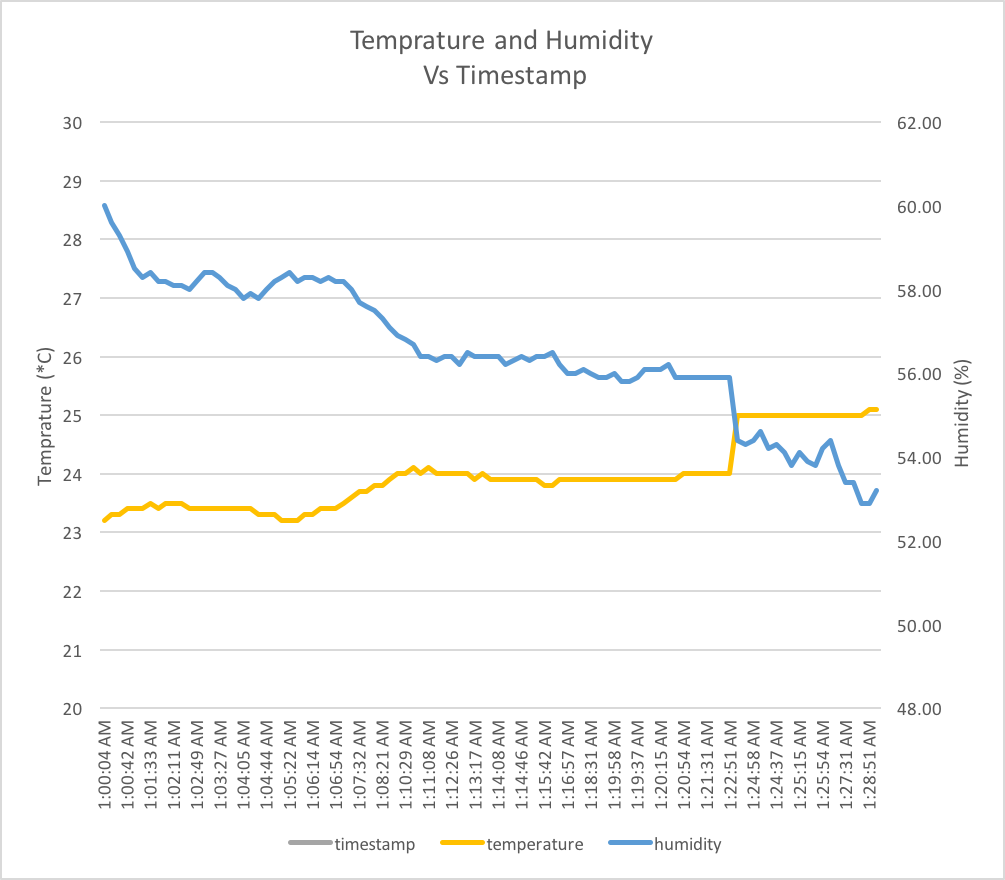 Temprature and Humidity
Vs Timestamp
30
29
28
27
26
25
24
23
22
21
20
Temprature (*C)
62.00
60.00
58.00
56.00
54.00
52.00
50.00
48.00
Humidity (%)
1:00:04 AM
1:00:42 AM
1:01:33 AM
1:02:11 AM
1:02:49 AM
1:03:27 AM
1:04:05 AM
1:04:44 AM
1:05:22 AM
1:06:14 AM
1:06:54 AM
1:07:32 AM
1:08:21 AM
1:10:29 AM
1:11:08 AM
1:12:26 AM
1:13:17 AM
1:14:08 AM
1:14:46 AM
1:15:42 AM
1:16:57 AM
1:18:31 AM
1:19:58 AM
1:19:37 AM
1:20:15 AM
1:20:54 AM
1:21:31 AM
1:22:51 AM
1:24:58 AM
1:24:37 AM
1:25:15 AM
1:25:54 AM
1:27:31 AM
1:28:51 AM
timestamp
temperature
humidity